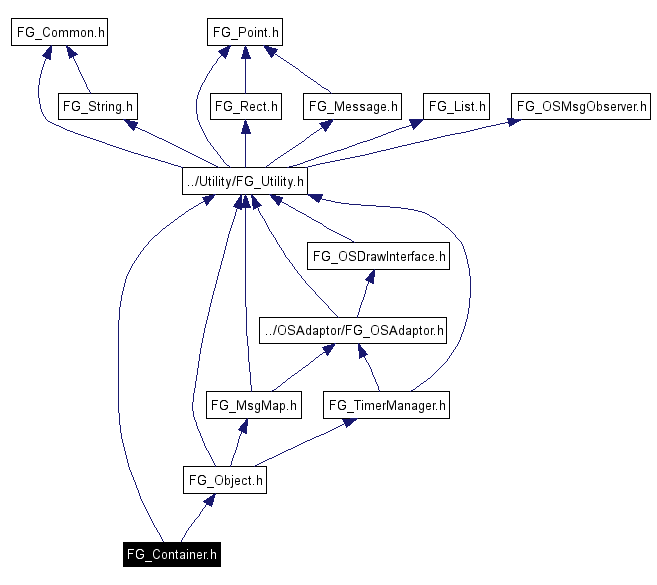 FG_Common.h
FG_Point.h
FG_String.h
FG_Rect.h
FG_Message.h
FG_List.h
FG_OSMsgObserver.h
../Utility/FG_Utility.h
FG_OSDrawInterface.h
../OSAdaptor/FG_OSAdaptor.h
FG_MsgMap.h
FG_TimerManager.h
FG_Object.h
FG_Container.h